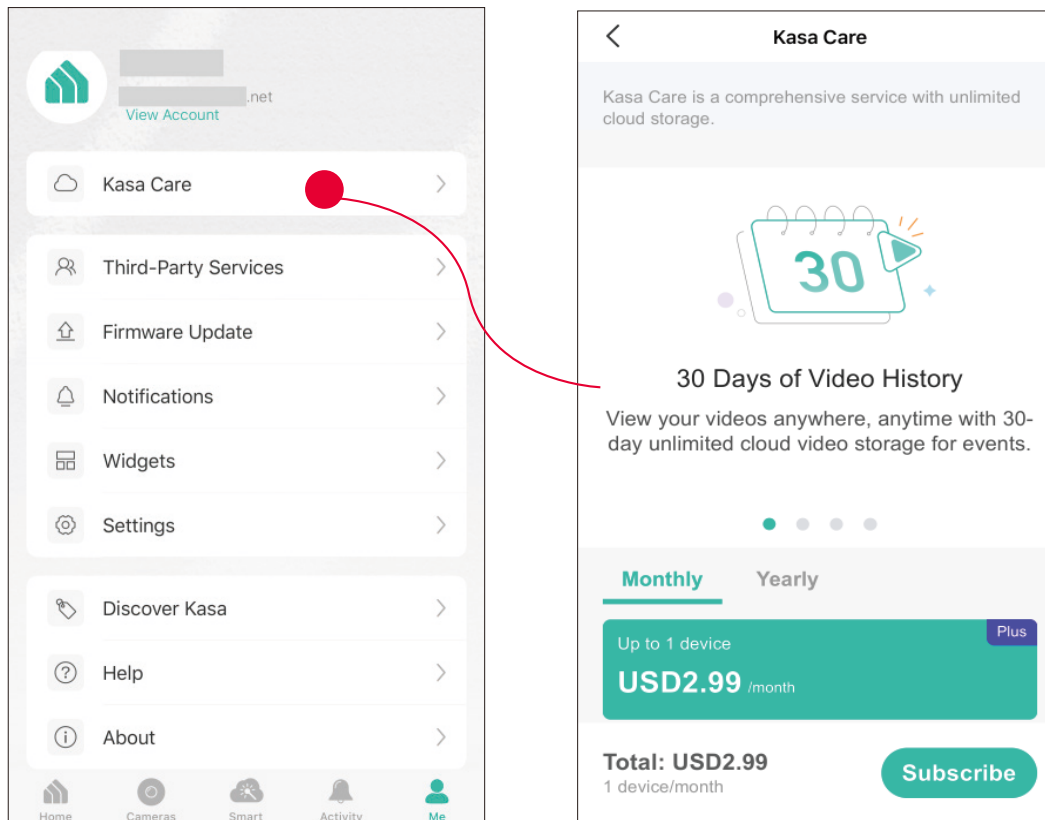 .net
View Account
Kasa Care
Third-Party Services
Firmware Update
Notifications
Widgets
Settings
Discover Kasa
Help
About
Home Cameras Smart Activity Me
Kasa Care
Kasa Care is a comprehensive service with unlimited
cloud storage.
30
30 Days of Video History
View your videos anywhere, anytime with 30-
day unlimited cloud video storage for events.
Monthly Yearly
Plus
Up to 1 device
USD2.99 /month
Total: USD2.99
1 device/month
Subscribe